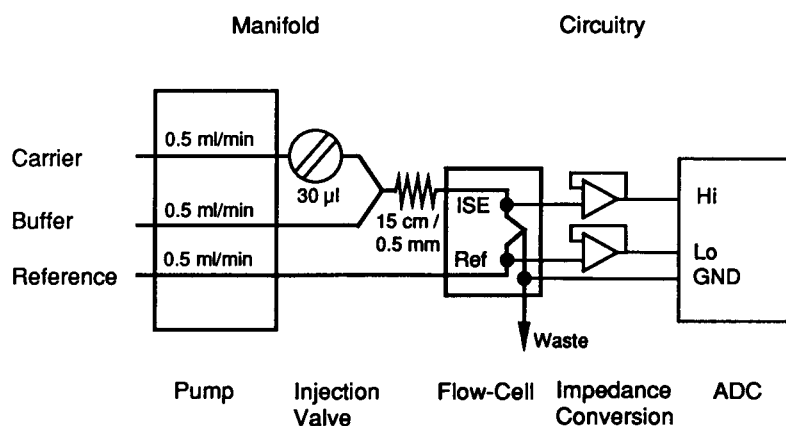 Manifold
Circuitry
0.5 ml/min
Carrier
30 µl
Hi
ISE
0.5 ml/min
Buffer
15 cm /
0.5 mm
Lo
0.5 ml/min
Ref
Reference
GND
Waste
Pump
Injection
Valve
Flow-Cell
Impedance
Conversion
ADC